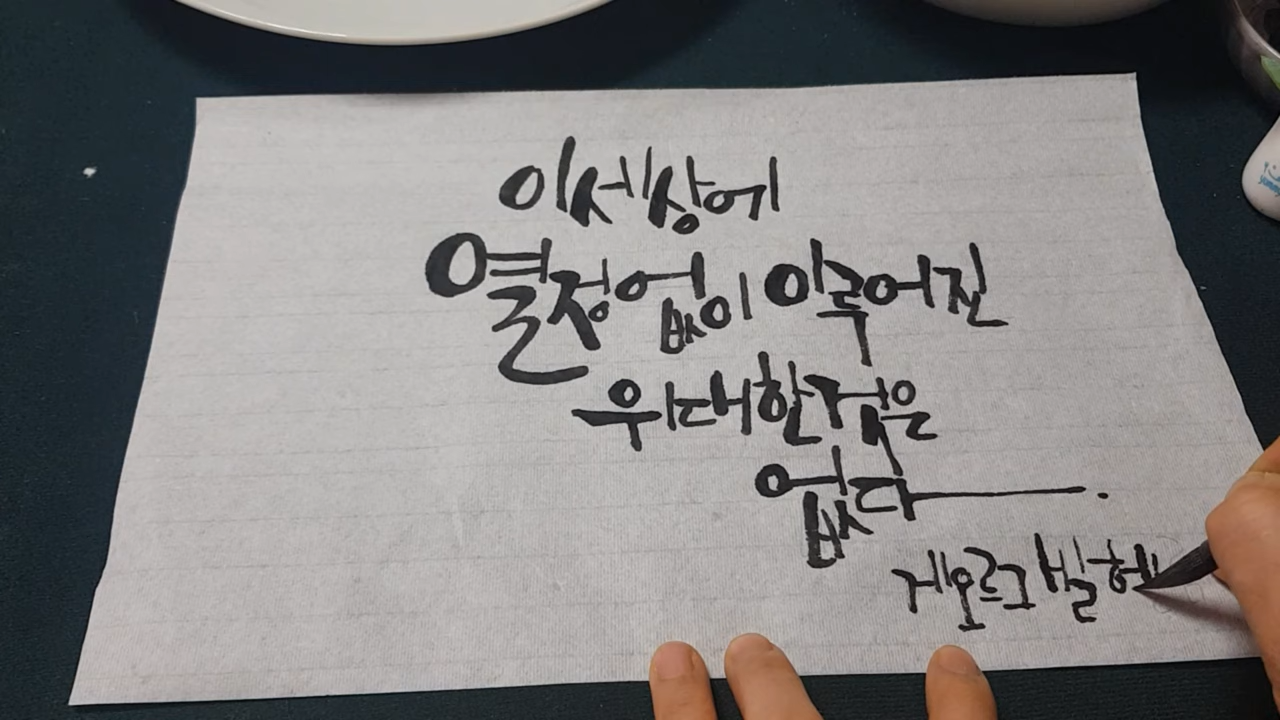 이세상에
열정없이 이루어진
위대한것은
없다.
게오르그 빌헤